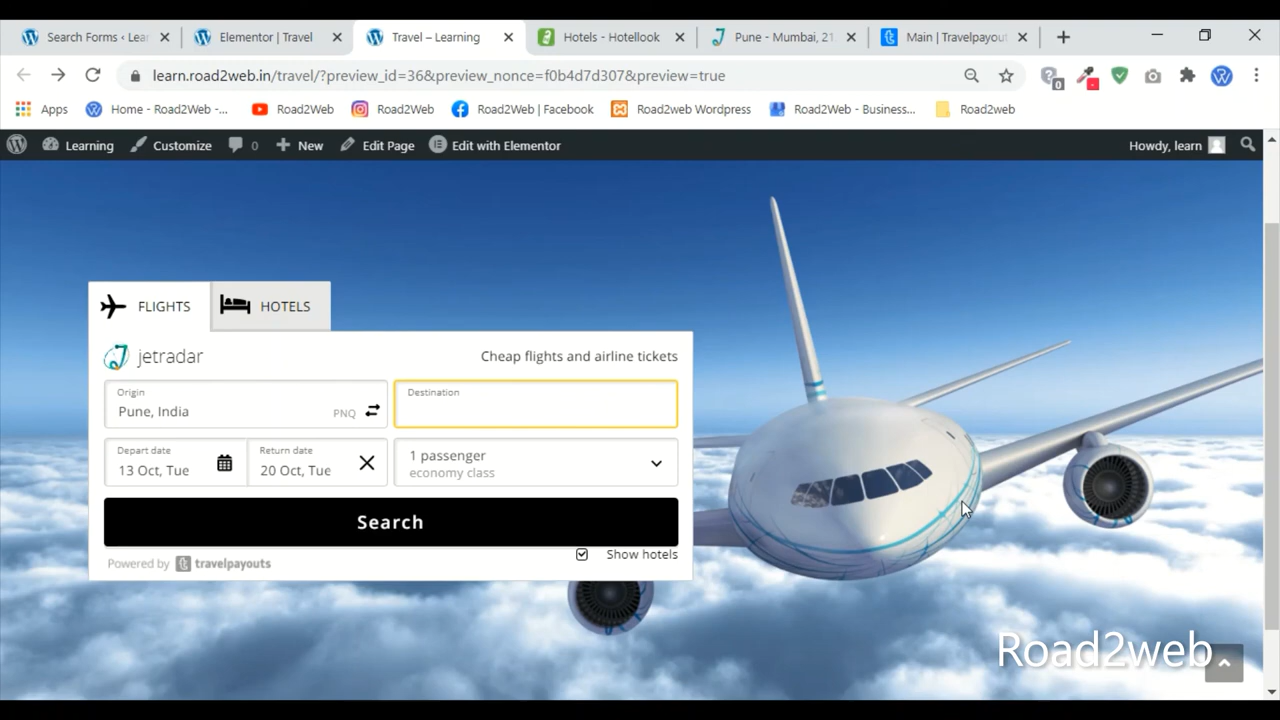 Search Forms ‹ Lea
Elementor | Travel
Travel – Learning
Hotels - Hotellook
Pune - Mumbai, 21.
Main | Travelpayout
learn.road2web.in/travel/?preview_id=36&preview_nonce=f0b4d7d307&preview=true
0
Apps
Home - Road2Web -...
Road2Web
Road2Web
Road2Web | Facebook
Road2web Wordpress
Road2Web - Business...
Road2web
Learning
Customize
0
New
Edit Page
Edit with Elementor
Howdy, learn
FLIGHTS
HOTELS
jetradar
Cheap flights and airline tickets
Origin
Pune, India
PNQ
Destination
Depart date
13 Oct, Tue
Return date
20 Oct, Tue
1 passenger
economy class
Search
Show hotels
Powered by travelpayouts
Road2web